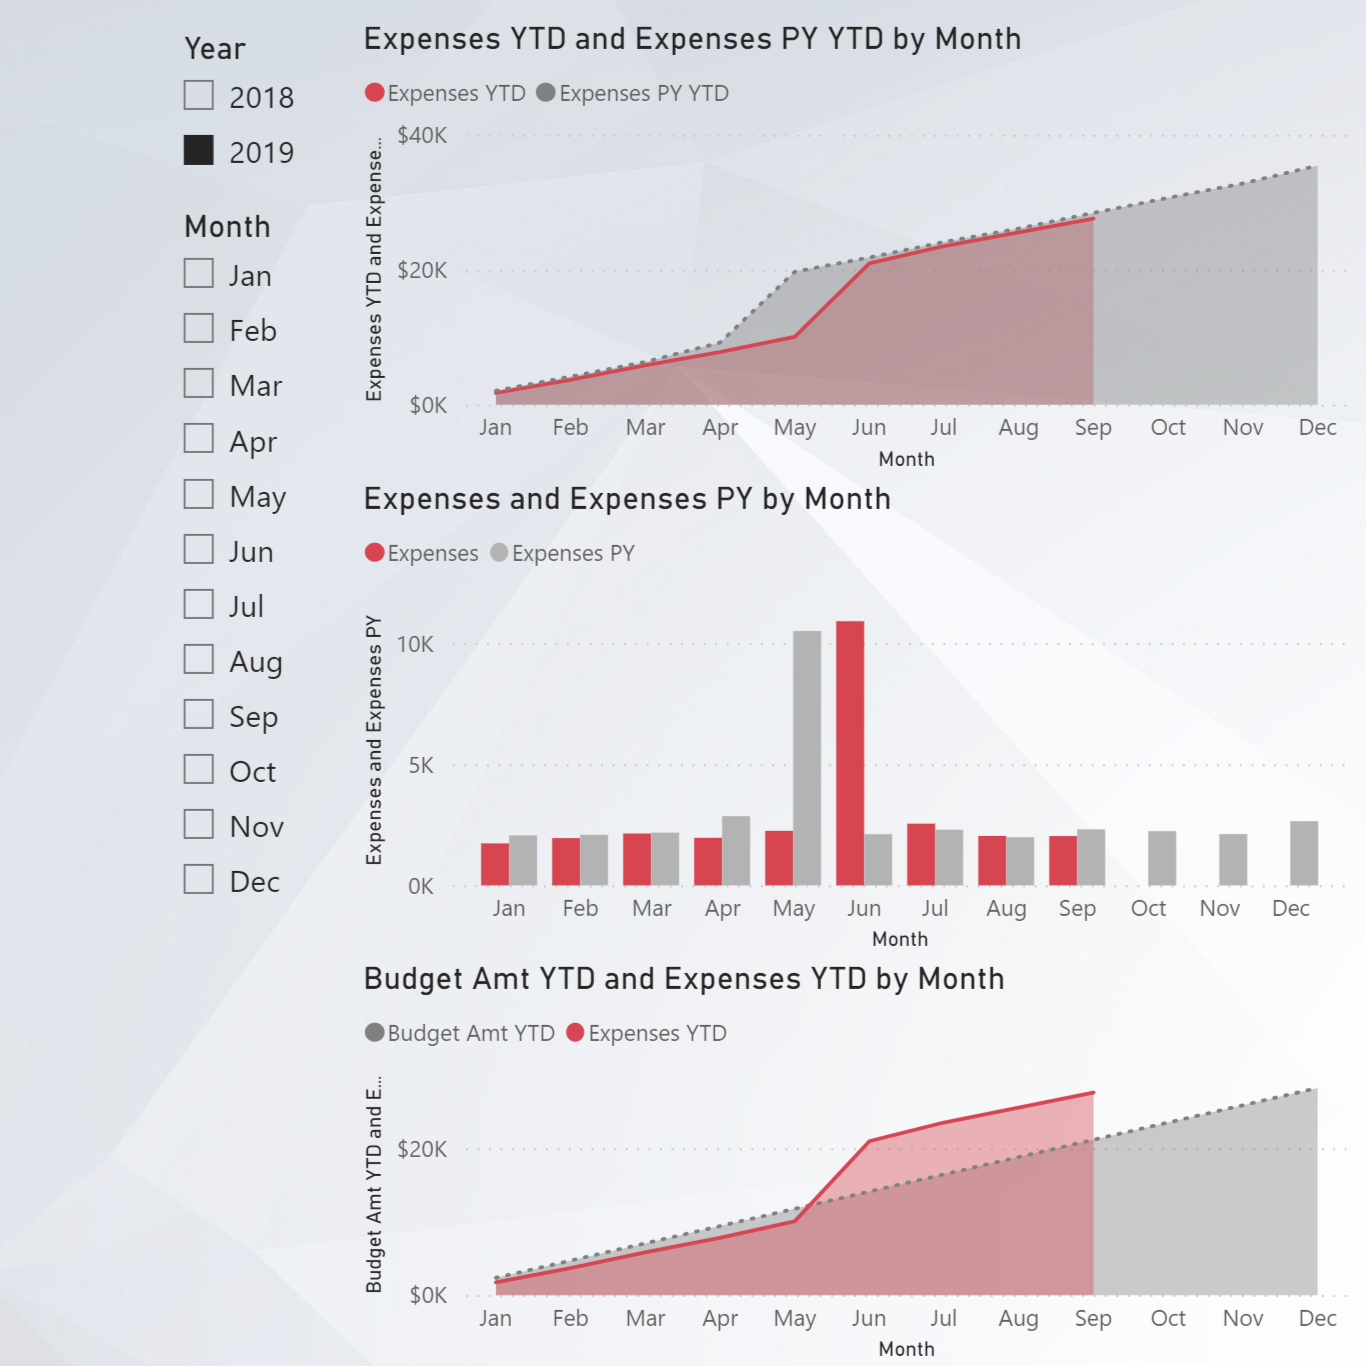 Year
2018
2019
Month
Jan
Feb
Mar
Apr
May
Jun
Jul
Aug
Sep
Oct
Nov
Dec
Expenses YTD and Expenses PY YTD by Month
Expenses YTD Expenses PY YTD
Expenses YTD and Expense...
$40K
$20K
$0K
Jan Feb Mar Apr May Jun Jul Aug Sep Oct Nov Dec
Month
Expenses and Expenses PY by Month
Expenses Expenses PY
Expenses and Expenses PY
10K
5K
0K
Jan Feb Mar Apr May Jun Jul Aug Sep Oct Nov Dec
Month
Budget Amt YTD and Expenses YTD by Month
Budget Amt YTD Expenses YTD
Budget Amt YTD and E...
$20K
$0K
Jan Feb Mar Apr May Jun Jul Aug Sep Oct Nov Dec
Month